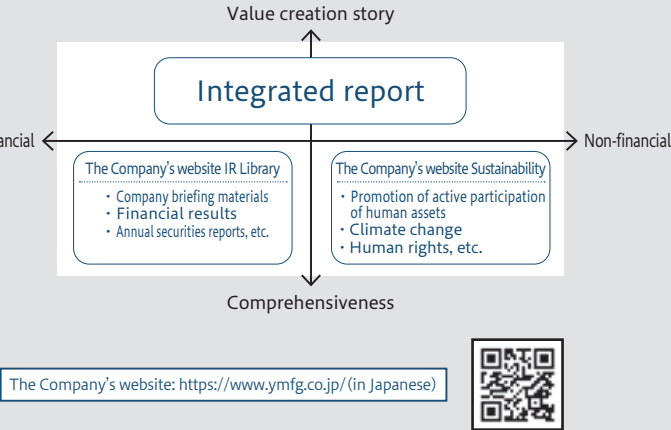 Value creation story
Integrated report
ancial
Non-financial
The Company's website IR Library
・Company briefing materials
・Financial results
・Annual securities reports, etc.
The Company's website Sustainability
・Promotion of active participation
of human assets
・Climate change
・Human rights, etc.
Comprehensiveness
The Company's website: https://www.ymfg.co.jp/ (in Japanese)